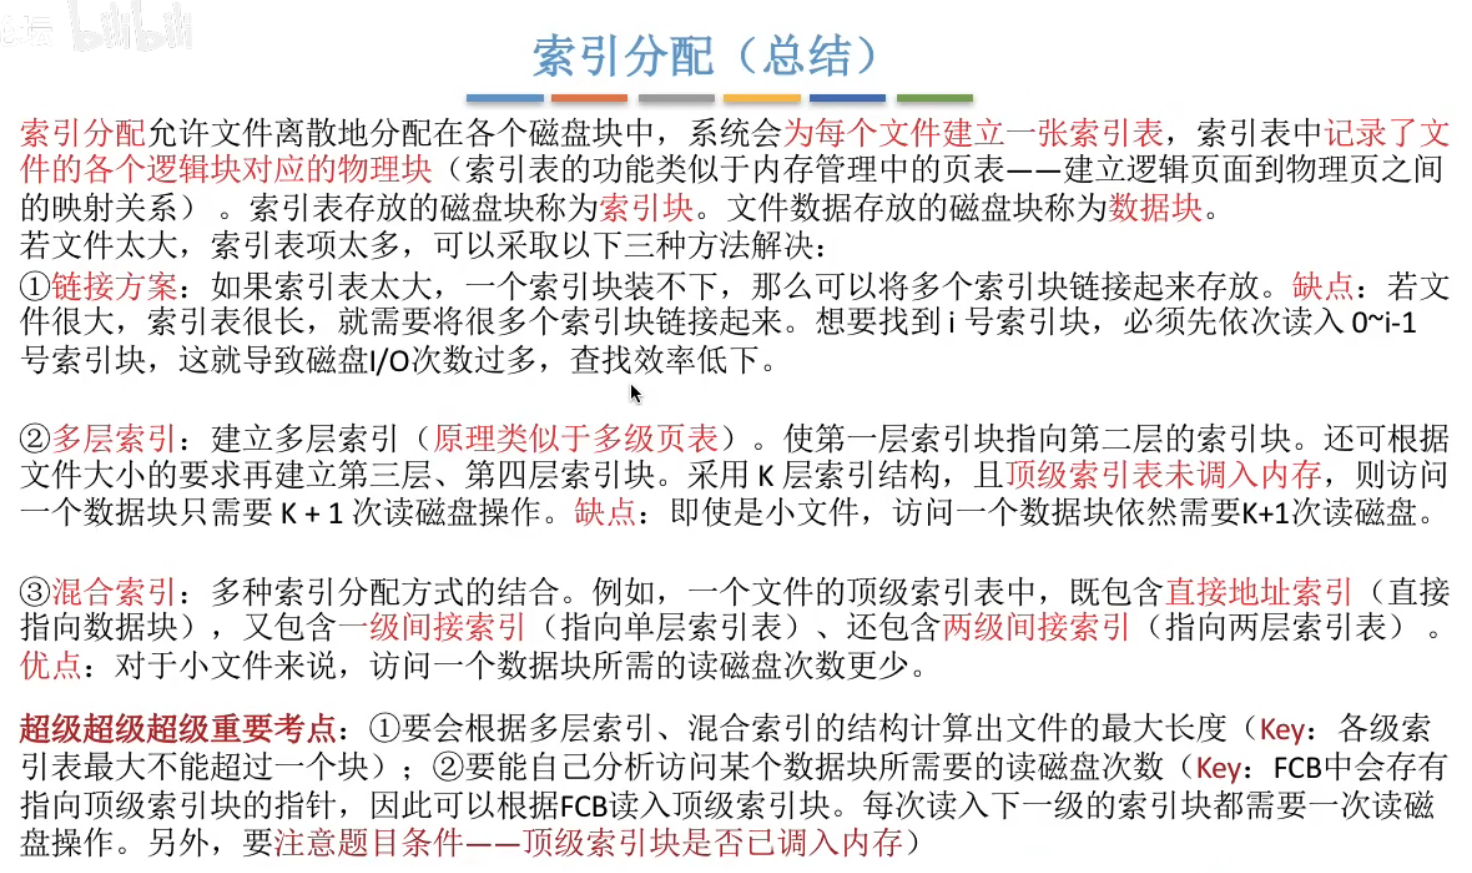 论坛 bilibili
索引分配（总结）
索引分配允许文件离散地分配在各个磁盘块中，系统会为每个文件建立一张索引表，索引表中记录了文
件的各个逻辑块对应的物理块（索引表的功能类似于内存管理中的页表——建立逻辑页面到物理页之间
的映射关系）。索引表存放的磁盘块称为索引块。文件数据存放的磁盘块称为数据块。
若文件太大，索引表项太多，可以采取以下三种方法解决：
①链接方案：如果索引表太大，一个索引块装不下，那么可以将多个索引块链接起来存放。缺点：若文
件很大，索引表很长，就需要将很多个索引块链接起来。想要找到 i 号索引块，必须先依次读入 0~i-1
号索引块，这就导致磁盘I/O次数过多，查找效率低下。
②多层索引：建立多层索引（原理类似于多级页表）。使第一层索引块指向第二层的索引块。还可根据
文件大小的要求再建立第三层、第四层索引块。采用 K 层索引结构，且顶级索引表未调入内存，则访问
一个数据块只需要 K + 1 次读磁盘操作。缺点：即使是小文件，访问一个数据块依然需要K+1次读磁盘。
③混合索引：多种索引分配方式的结合。例如，一个文件的顶级索引表中，既包含直接地址索引（直接
指向数据块），又包含一级间接索引（指向单层索引表）、还包含两级间接索引（指向两层索引表）。
优点：对于小文件来说，访问一个数据块所需的读磁盘次数更少。
超级超级超级重要考点：①要会根据多层索引、混合索引的结构计算出文件的最大长度（Key：各级索
引表最大不能超过一个块）；②要能自己分析访问某个数据块所需要的读磁盘次数（Key：FCB中会存有
指向顶级索引块的指针，因此可以根据FCB读入顶级索引块。每次读入下一级的索引块都需要一次读磁
盘操作。另外，要注意题目条件——顶级索引块是否已调入内存）